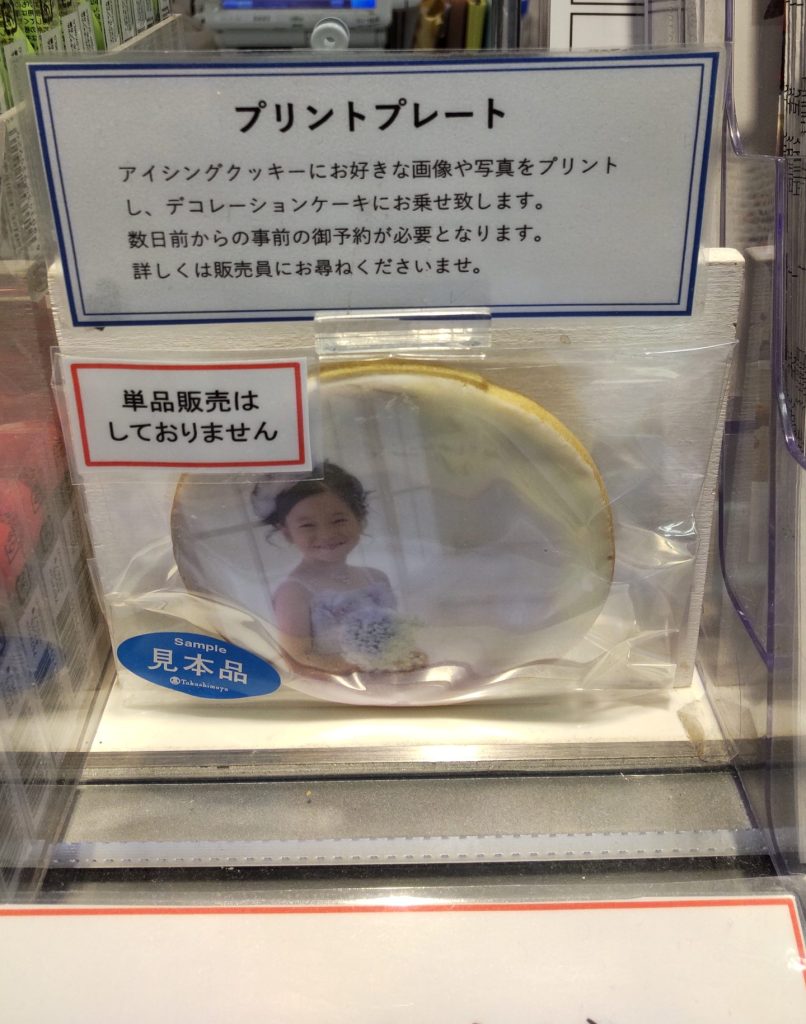 プリントプレート
アイシングクッキーにお好きな画像や写真をプリント
し、デコレーションケーキにお乗せ致します。
数日前からの事前の御予約が必要となります。
詳しくは販売員にお尋ねくださいませ。
単品販売は
しておりません
Sample
見本品
Takashimaya